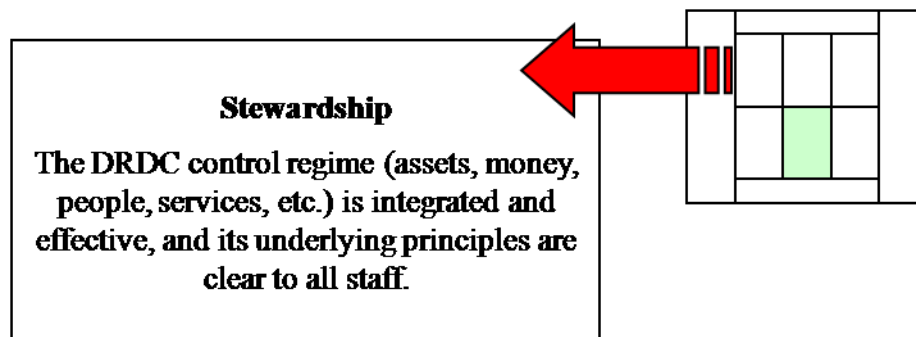 Stewardship
The DRDC control regime (assets, money,
people, services, etc.) is integrated and
effective, and its underlying principles are
clear to all staff.